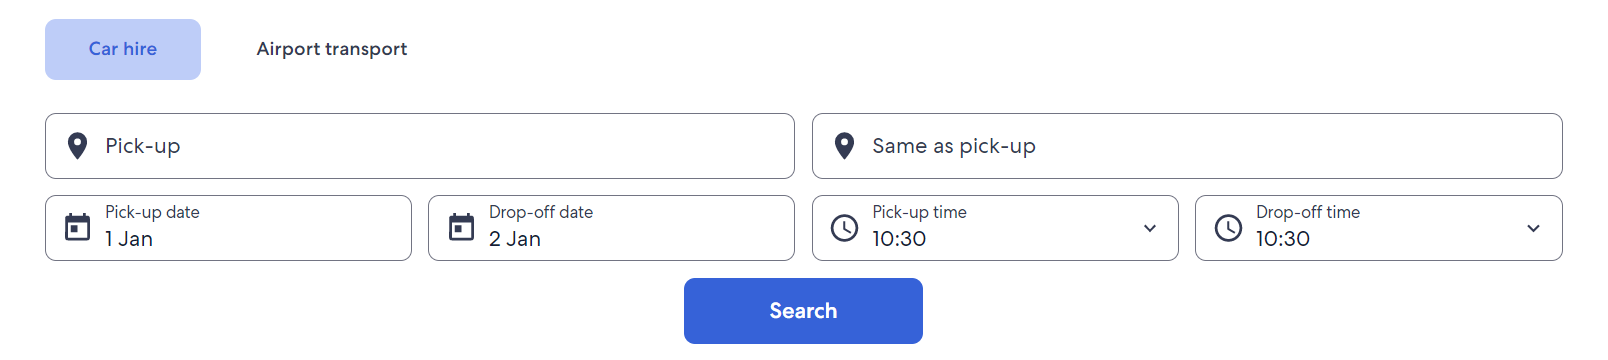 Car hire
Airport transport
Pick-up
Same as pick-up
Pick-up date
1 Jan
Drop-off date
2 Jan
Pick-up time
10:30
Drop-off time
10:30
Search